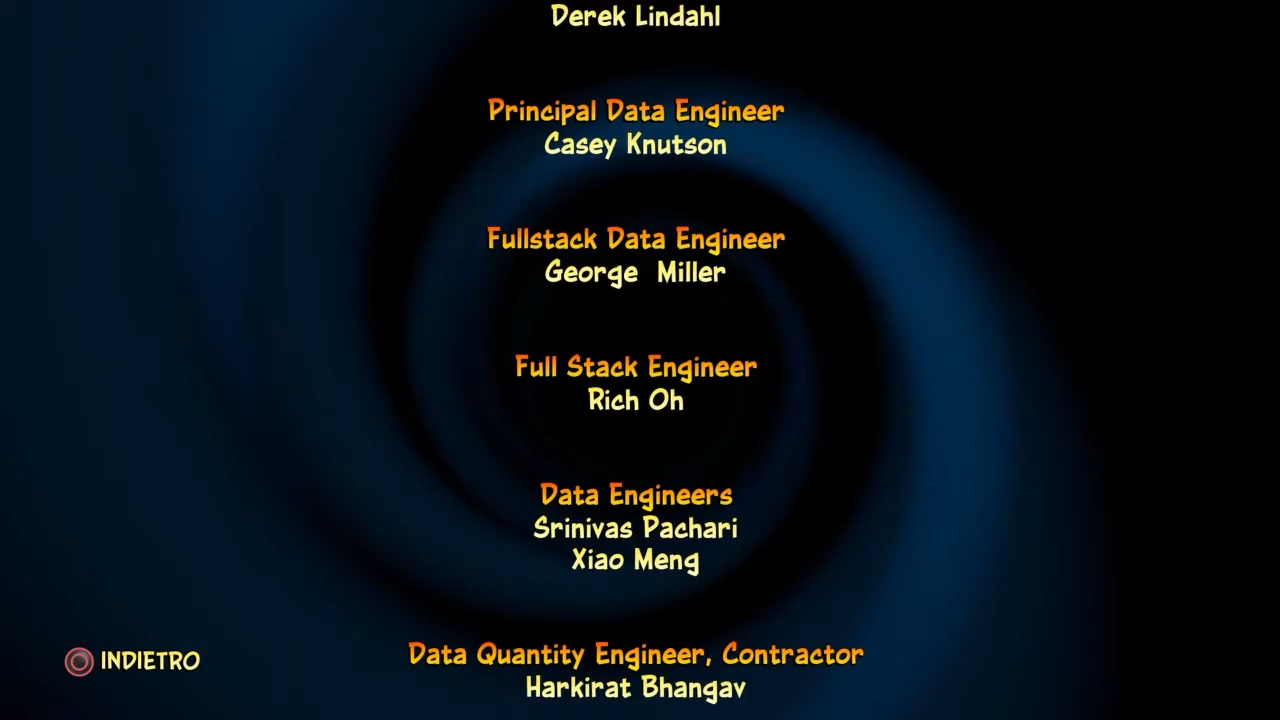 Derek Lindahl
Principal Data Engineer
Casey Knutson
Fullstack Data Engineer
George  Miller
Full Stack Engineer
Rich Oh
Data Engineers
Srinivas Pachari
Xiao Meng
INDIETRO
Data Quantity Engineer, Contractor
Harkirat Bhangav